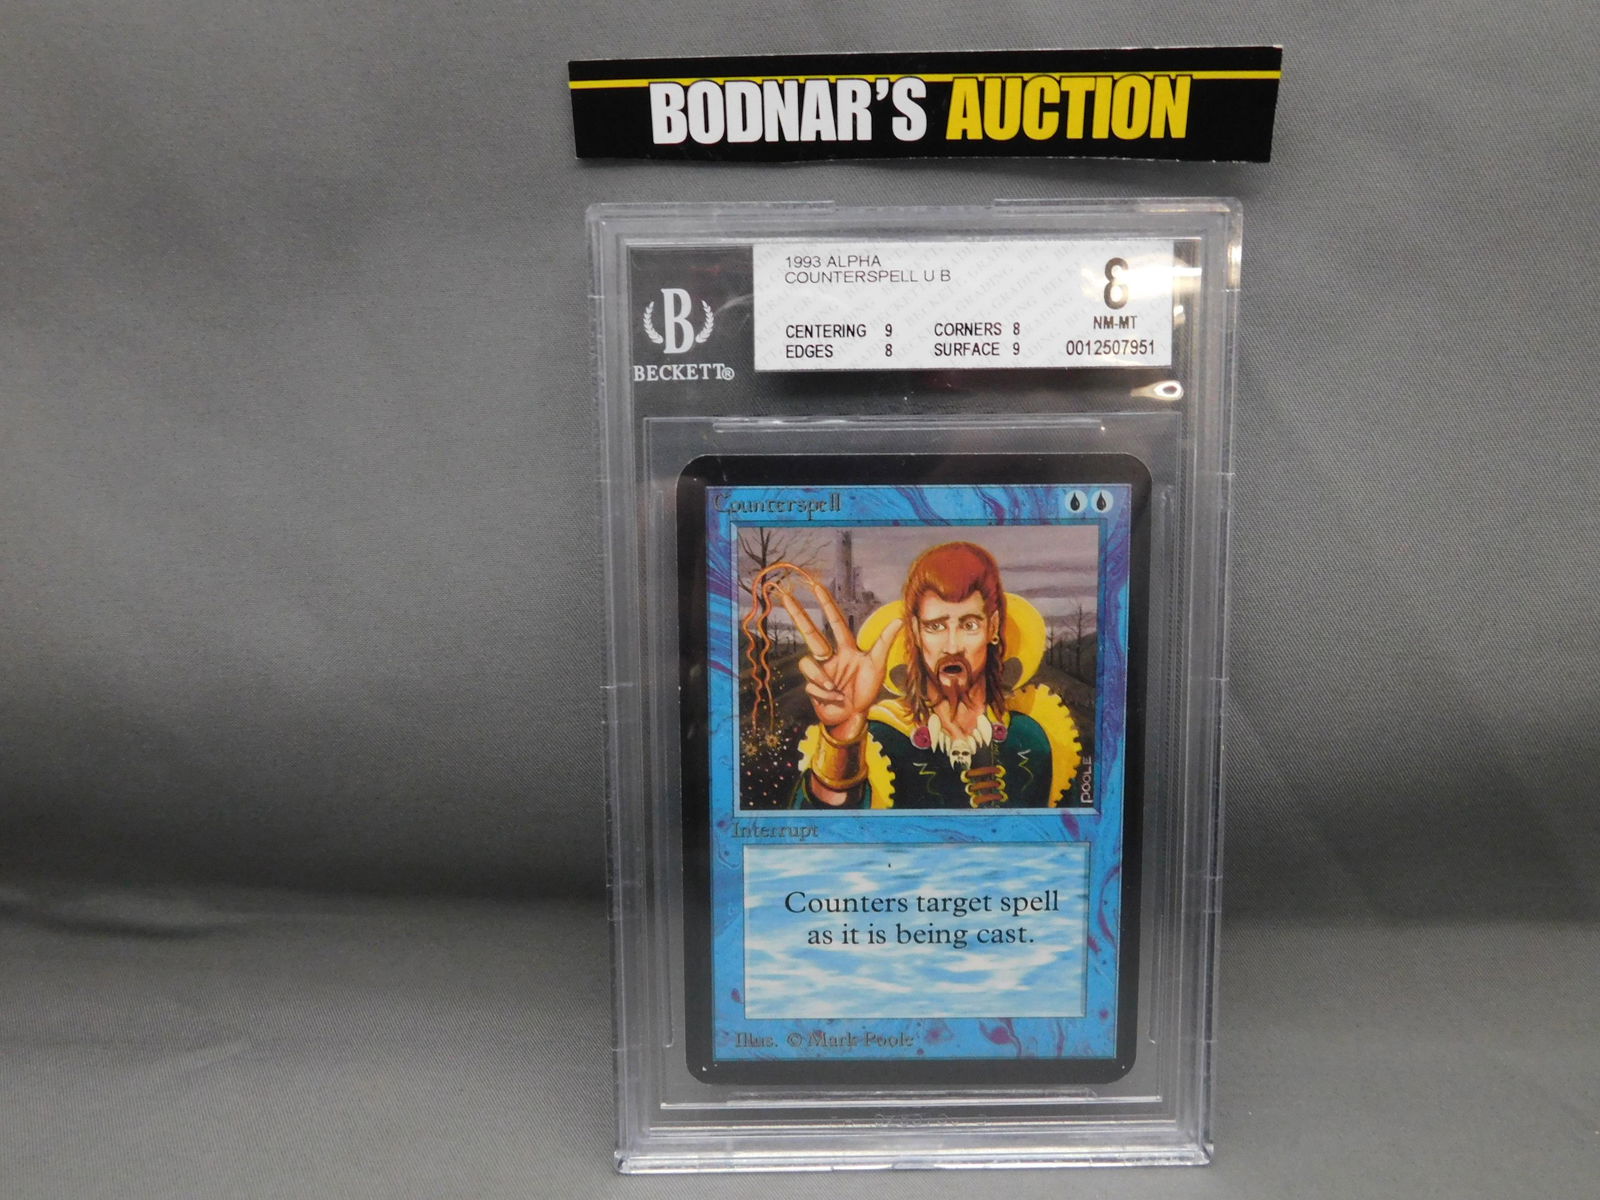 BODNAR'S AUCTION
1993 ALPHA
COUNTERSPELL U B
8
CENTERING 9 CORNERS 8 NM-MT
EDGES 8 SURFACE 9 0012507951
B
BECKETT®
Counterspell
POOLE
Interrupt
Counters target spell
as it is being cast.
Illus. © Mark Poole